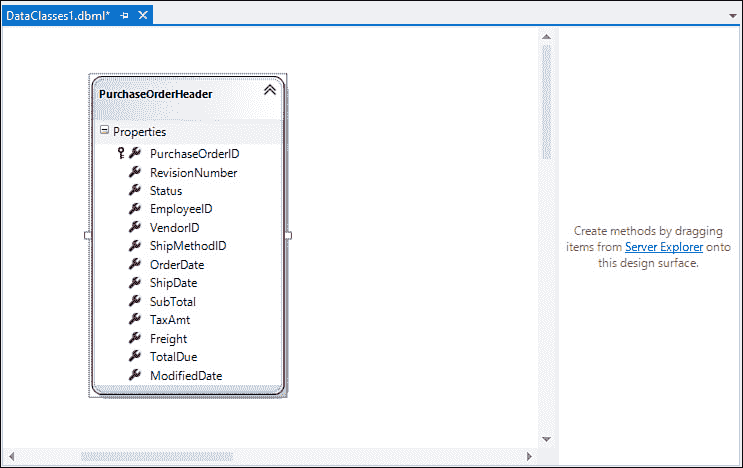 DataClasses1.dbml*
PurchaseOrderHeader
Properties
PurchaseOrderID
RevisionNumber
Status
EmployeeID
VendorID
ShipMethodID
OrderDate
ShipDate
SubTotal
TaxAmt
Freight
TotalDue
ModifiedDate
Create methods by dragging
items from Server Explorer onto
this design surface.